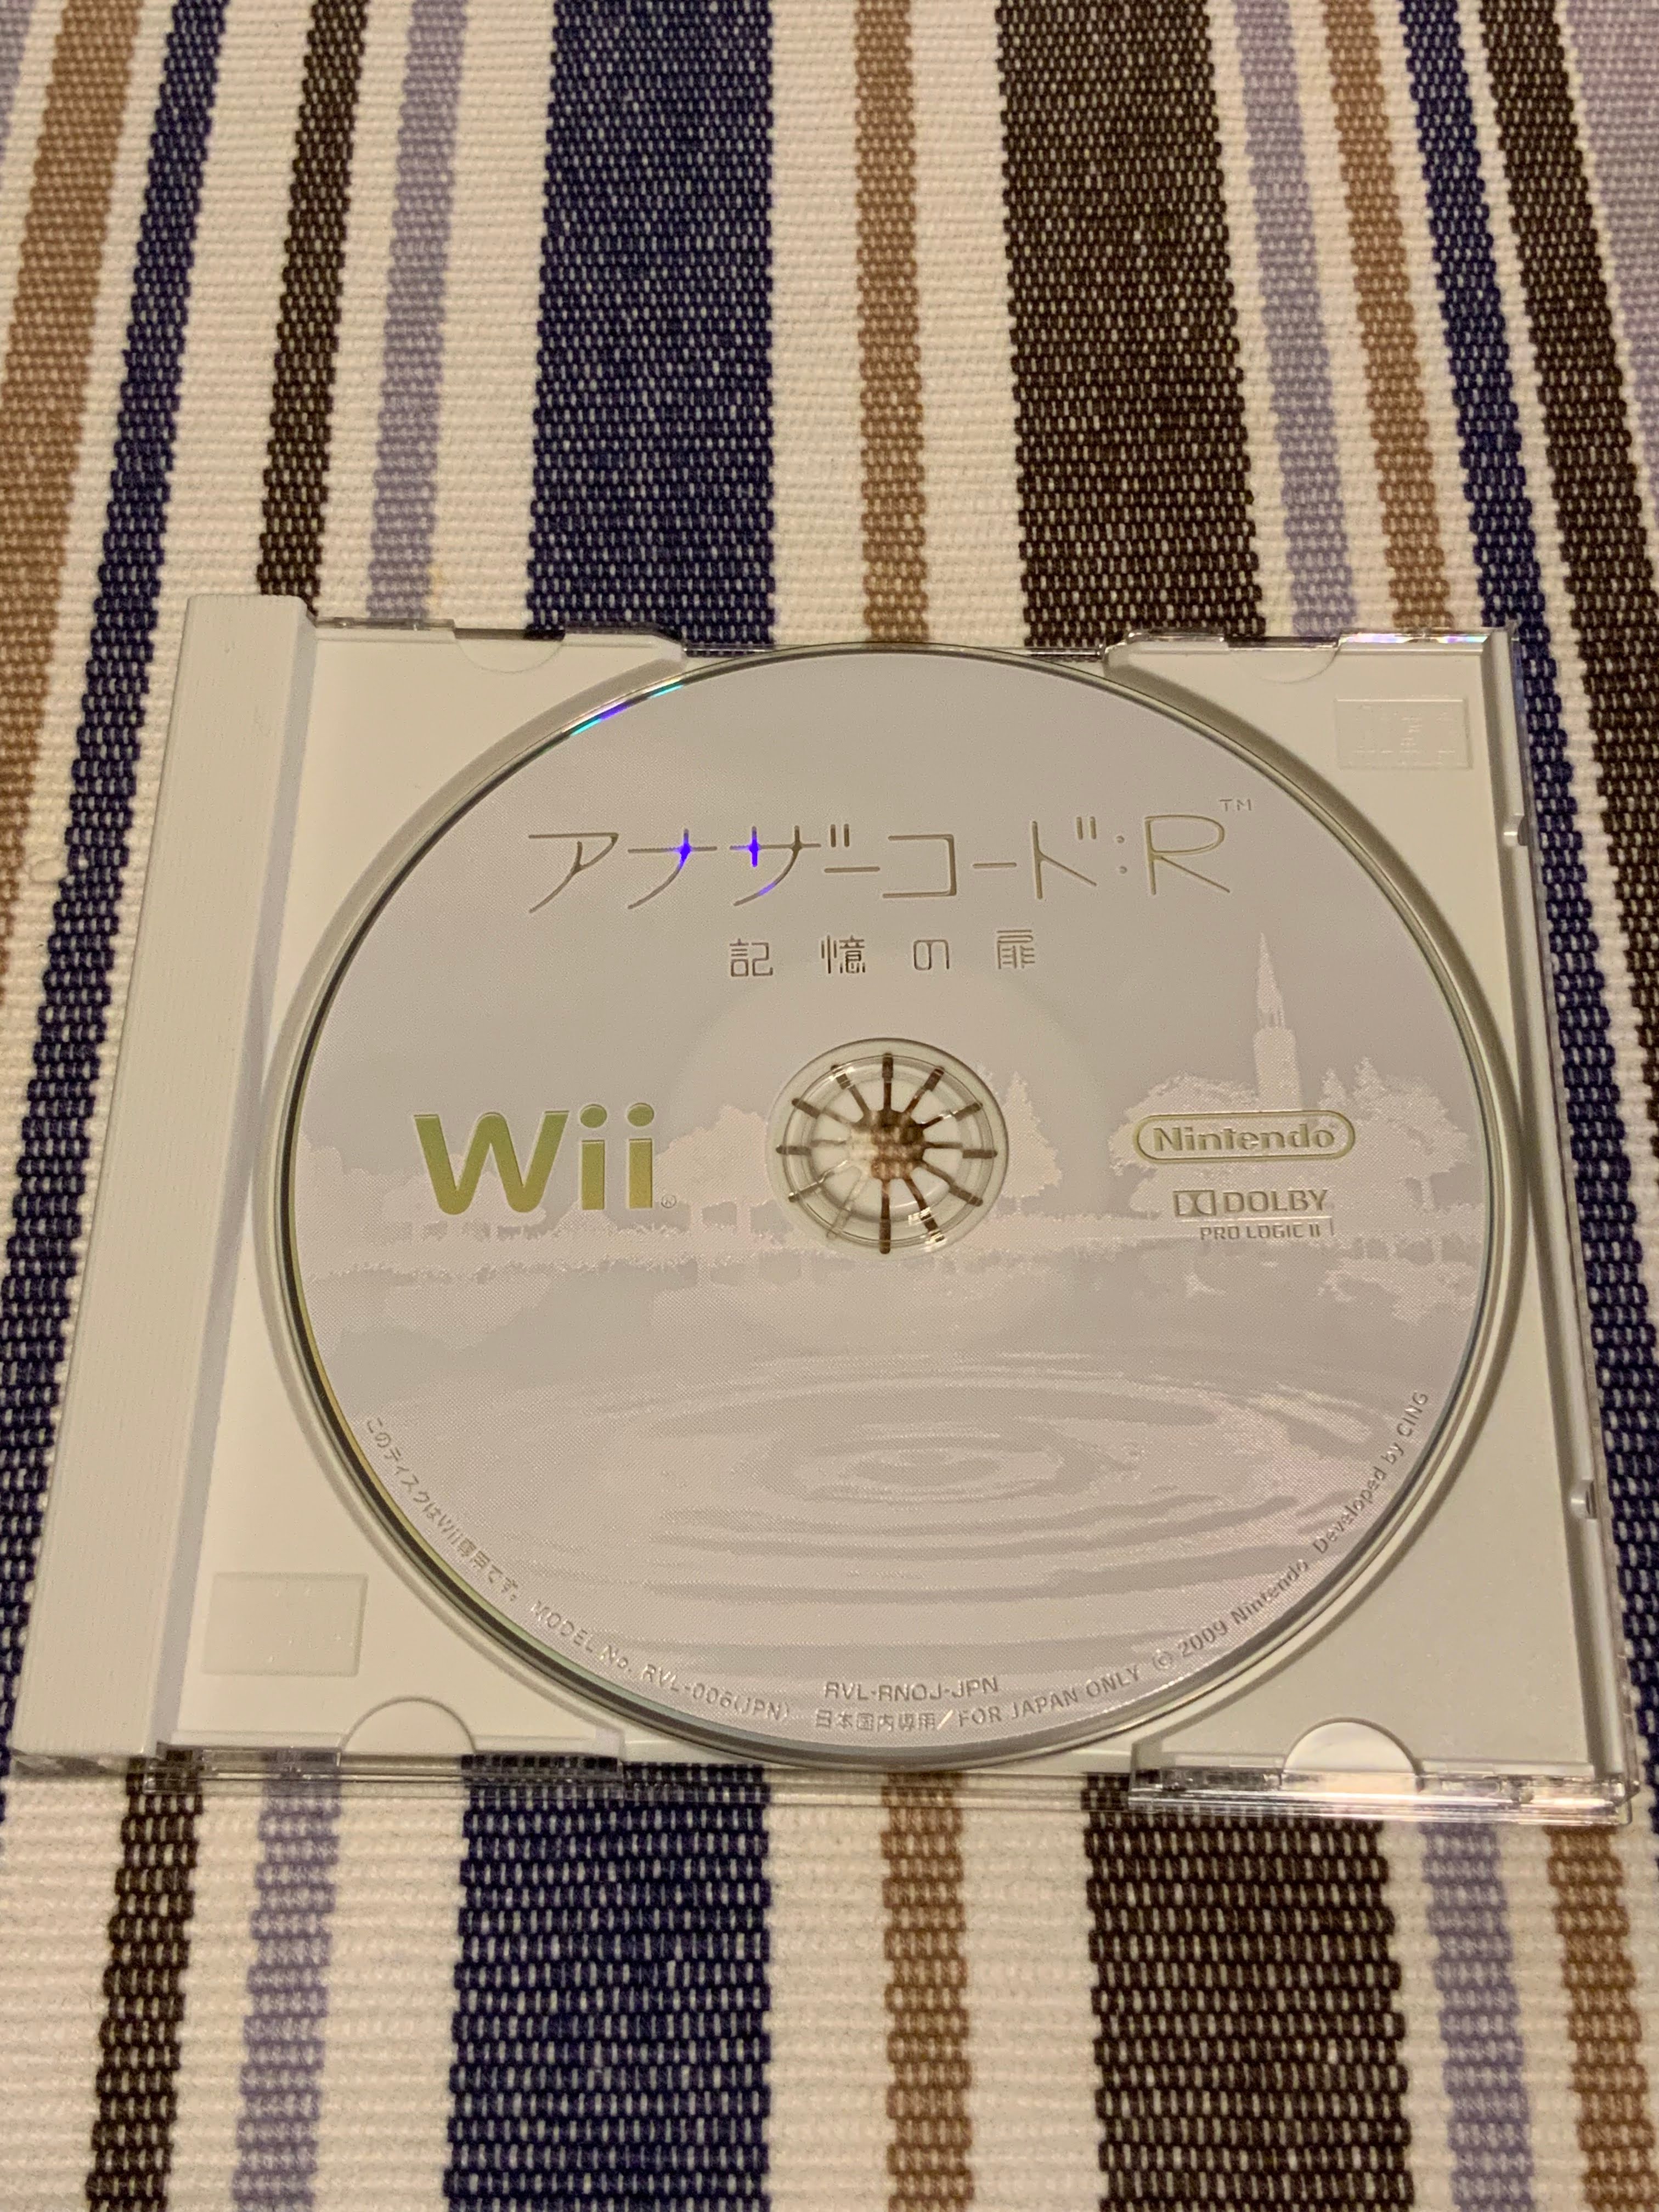 アナザーコード:R™
記憶の扉
Wii®
Nintendo®
DOLBY
PRO LOGIC II
RVL-RNOJ-JPN
このディスクはWii専用です。 MODEL No. RVL-006(JPN) 日本国内専用/FOR JAPAN ONLY © 2009 Nintendo Developed by CING